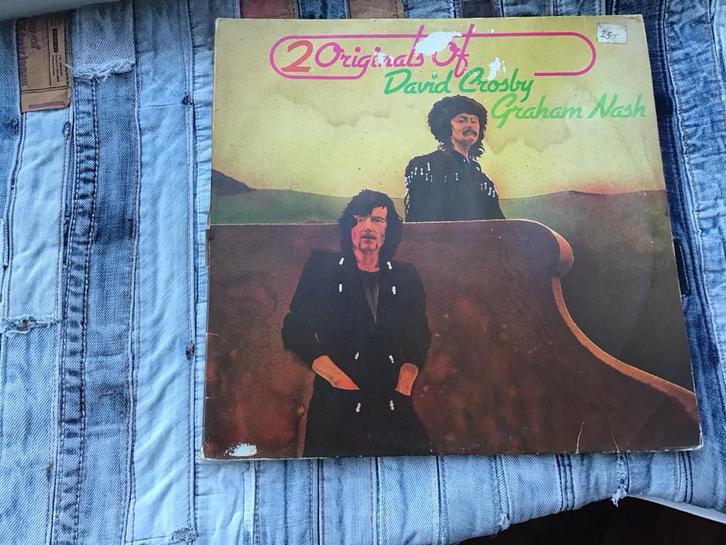 2 Originals Of
David Crosby
Graham Nash
25.-